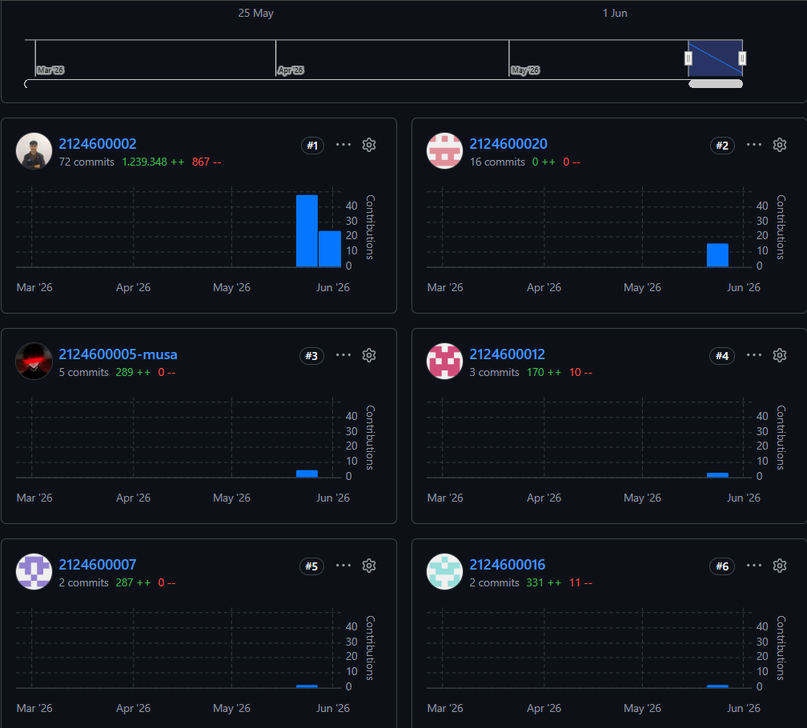 25 May 1 Jun
Mar '26 Apr '26 May '26
2124600002 #1 ...
72 commits 1.239.348 ++ 867 --
40
30
20
10
0
Contributions
Mar '26 Apr '26 May '26 Jun '26
2124600020 #2 ...
16 commits 0 ++ 0 --
40
30
20
10
0
Contributions
Mar '26 Apr '26 May '26 Jun '26
2124600005-musa #3 ...
5 commits 289 ++ 0 --
40
30
20
10
0
Contributions
Mar '26 Apr '26 May '26 Jun '26
2124600012 #4 ...
3 commits 170 ++ 10 --
40
30
20
10
0
Contributions
Mar '26 Apr '26 May '26 Jun '26
2124600007 #5 ...
2 commits 287 ++ 0 --
40
30
20
10
0
Contributions
Mar '26 Apr '26 May '26 Jun '26
2124600016 #6 ...
2 commits 331 ++ 11 --
40
30
20
10
0
Contributions
Mar '26 Apr '26 May '26 Jun '26